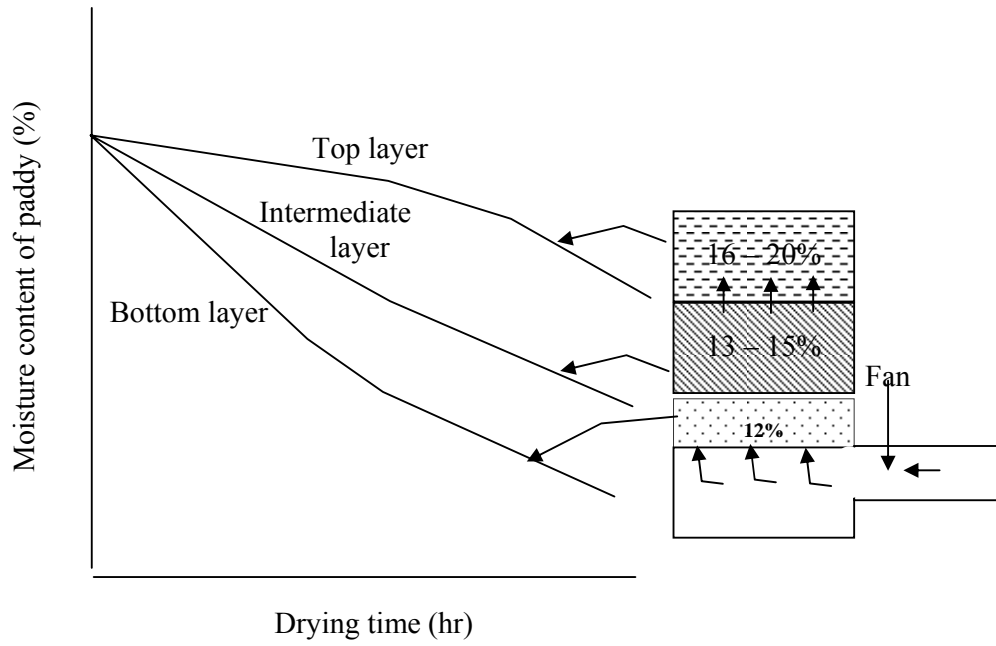 Moisture content of paddy (%)
Top layer
Intermediate
layer
Bottom layer
16 – 20%
13 – 15%
Fan
12%
Drying time (hr)